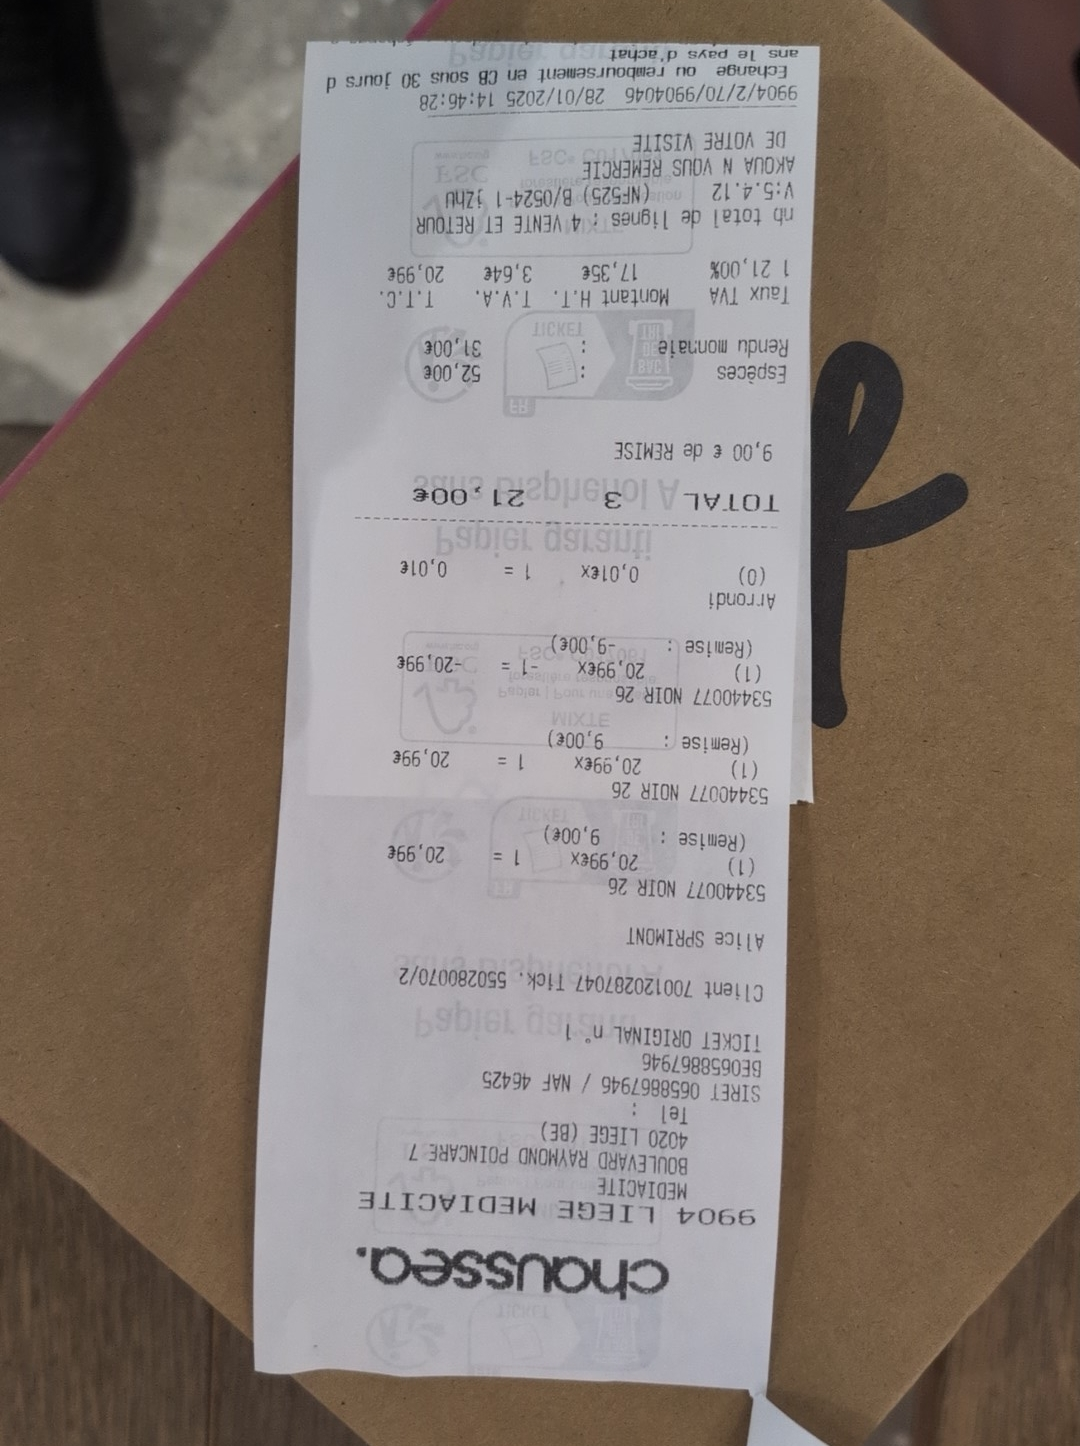 chaussea.
9904 LIEGE MEDIACITE
MEDIACITE
BOULEVARD RAYMOND POINCARE 7
4020 LIEGE (BE)
Tel :
SIRET 0658867946 / NAF 46425
BE0658867946
TICKET ORIGINAL n° 1
Client 700120287047 Tick. 550280070/2
Alice SPRIMONT
53440077 NOIR 26
(1) 20,99€x 1 = 20,99€
(Remise : 9,00€)
53440077 NOIR 26
(1) 20,99€x 1 = 20,99€
(Remise : 9,00€)
53440077 NOIR 26
(1) 20,99€x -1 = -20,99€
(Remise : -9,00€)
Arrondi
(0) 0,01€x 1 = 0,01€
TOTAL 3 21,00€
9,00 € de REMISE
Espèces : 52,00€
Rendu monnaie : 31,00€
Taux TVA Montant H.T. T.V.A. T.T.C.
1 21,00% 17,35€ 3,64€ 20,99€
nb total de lignes : 4 VENTE ET RETOUR
V:5.4.12 (NF525) B/0524-1 jZhU
AKOUA N VOUS REMERCIE
DE VOTRE VISITE
9904/2/70/9904046 28/01/2025 14:46:28
Echange ou remboursement en CB sous 30 jours d
ans le pays d'achat